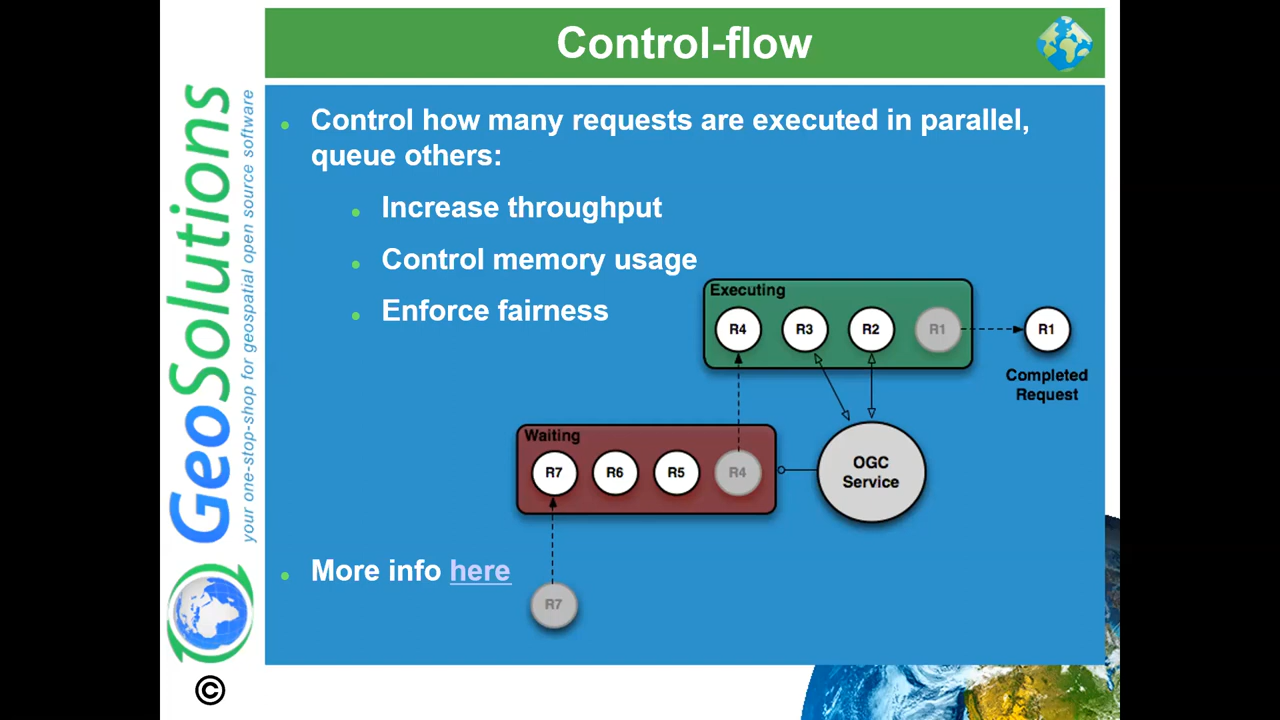 Control-flow
GeoSolutions
your one-stop-shop for geospatial open source software
©
Control how many requests are executed in parallel,
queue others:
Increase throughput
Control memory usage
Enforce fairness
Executing
R4 R3 R2 R1 R1
Completed
Request
Waiting
R7 R6 R5 R4
OGC
Service
More info here
R7